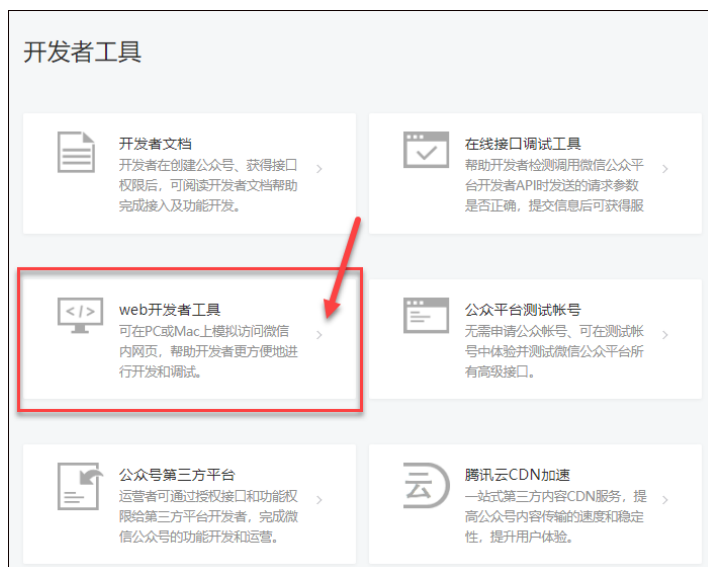 开发者工具
开发者文档
开发者在创建公众号、获得接口
权限后，可阅读开发者文档帮助
完成接入及功能开发。
在线接口调试工具
帮助开发者检测调用微信公众平
台开发者API时发送的请求参数
是否正确，提交信息后可获得服
</>
web开发者工具
可在PC或Mac上模拟访问微信
内网页，帮助开发者更方便地进
行开发和调试。
公众平台测试帐号
无需申请公众帐号、可在测试帐
号中体验并测试微信公众平台所
有高级接口。
公众号第三方平台
运营者可通过授权接口和功能权
限给第三方平台开发者，完成微
信公众号的功能开发和运营。
云
腾讯云CDN加速
一站式第三方内容CDN服务，提
高公众号内容传输的速度和稳定
性，提升用户体验。